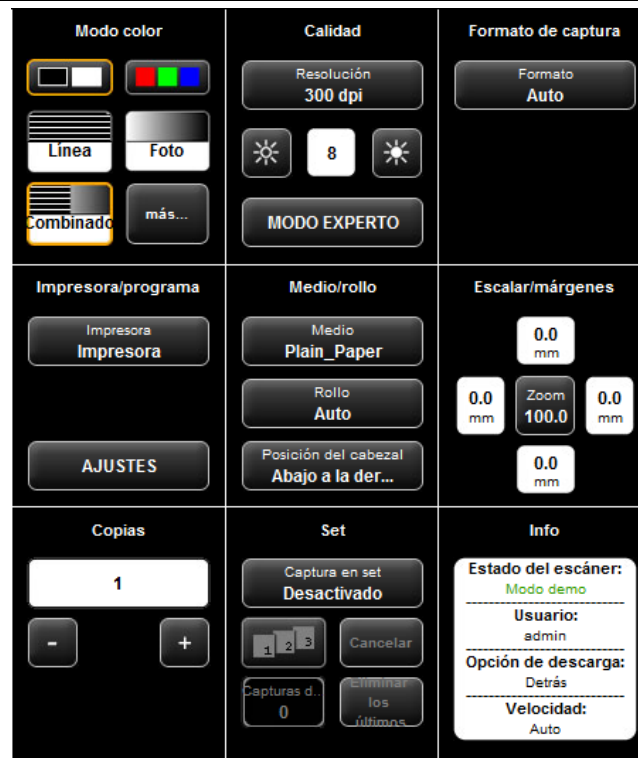 Modo color
Línea
Foto
Combinado
más...
Calidad
Resolución
300 dpi
8
MODO EXPERTO
Formato de captura
Formato
Auto
Impresora/programa
Impresora
Impresora
AJUSTES
Medio/rollo
Medio
Plain_Paper
Rollo
Auto
Posición del cabezal
Abajo a la der...
Escalar/márgenes
0.0
mm
0.0
mm
Zoom
100.0
0.0
mm
0.0
mm
Copias
1
-
+
Set
Captura en set
Desactivado
1 2 3
Cancelar
Capturas d..
0
Eliminar
los
últimos
Info
Estado del escáner:
Modo demo
Usuario:
admin
Opción de descarga:
Detrás
Velocidad:
Auto